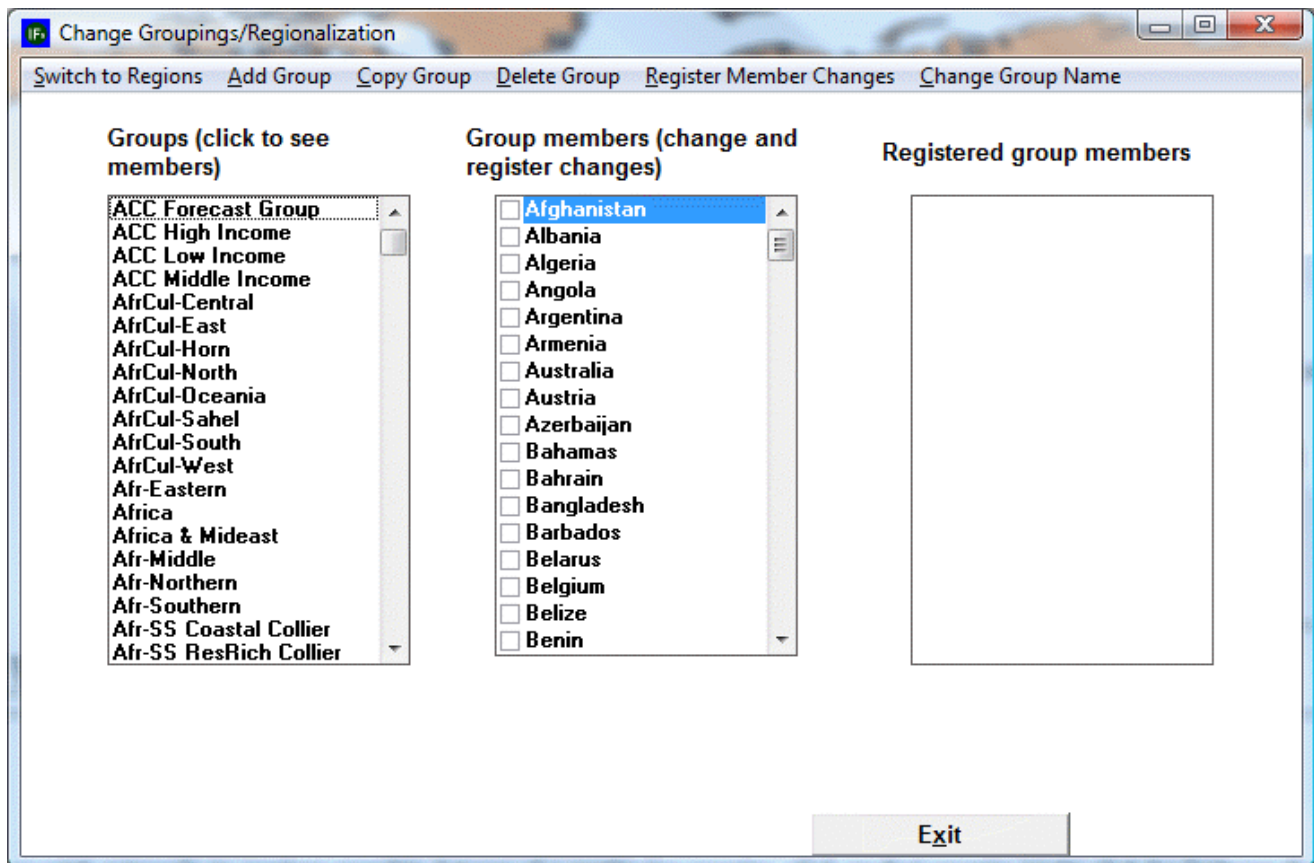 IFs Change Groupings/Regionalization
Switch to Regions Add Group Copy Group Delete Group Register Member Changes Change Group Name
Groups (click to see
members)
ACC Forecast Group
ACC High Income
ACC Low Income
ACC Middle Income
AfrCul-Central
AfrCul-East
AfrCul-Horn
AfrCul-North
AfrCul-Oceania
AfrCul-Sahel
AfrCul-South
AfrCul-West
Afr-Eastern
Africa
Africa & Mideast
Afr-Middle
Afr-Northern
Afr-Southern
Afr-SS Coastal Collier
Afr-SS ResRich Collier
Group members (change and
register changes)
Afghanistan
Albania
Algeria
Angola
Argentina
Armenia
Australia
Austria
Azerbaijan
Bahamas
Bahrain
Bangladesh
Barbados
Belarus
Belgium
Belize
Benin
Registered group members
Exit